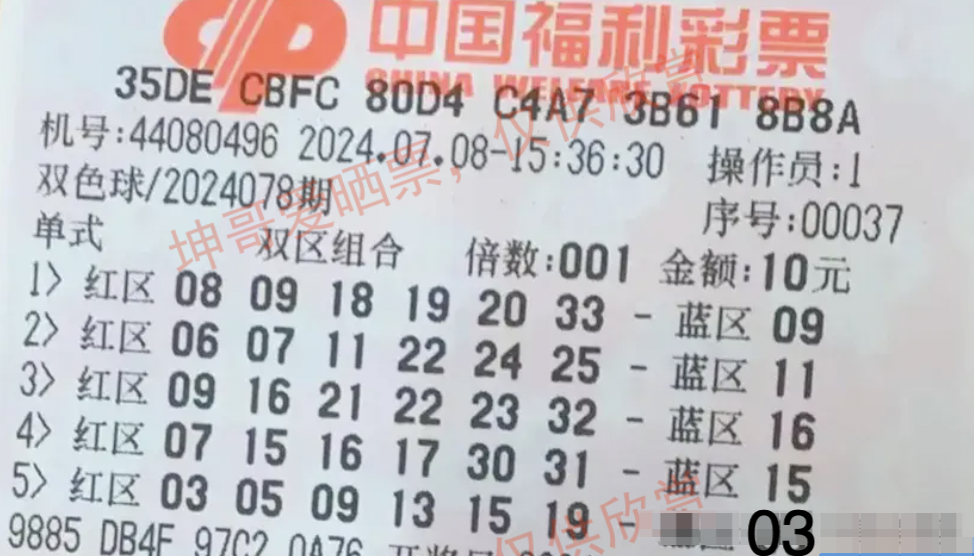 中国福利彩票
CHINA WELFARE LOTTERY
35DE CBFC 80D4 C4A7 3B61 8B8A
机号:44080496 2024.07.08-15:36:30 操作员:1
双色球/2024078期 序号:00037
单式 双区组合 倍数:001 金额:10元
坤哥爱晒票,仅供欣赏
1> 红区 08 09 18 19 20 33 - 蓝区 09
2> 红区 06 07 11 22 24 25 - 蓝区 11
3> 红区 09 16 21 22 23 32 - 蓝区 16
4> 红区 07 15 16 17 30 31 - 蓝区 15
5> 红区 03 05 09 13 15 19 - 03
9885 DB4F 97C2 0A76
仅供欣赏